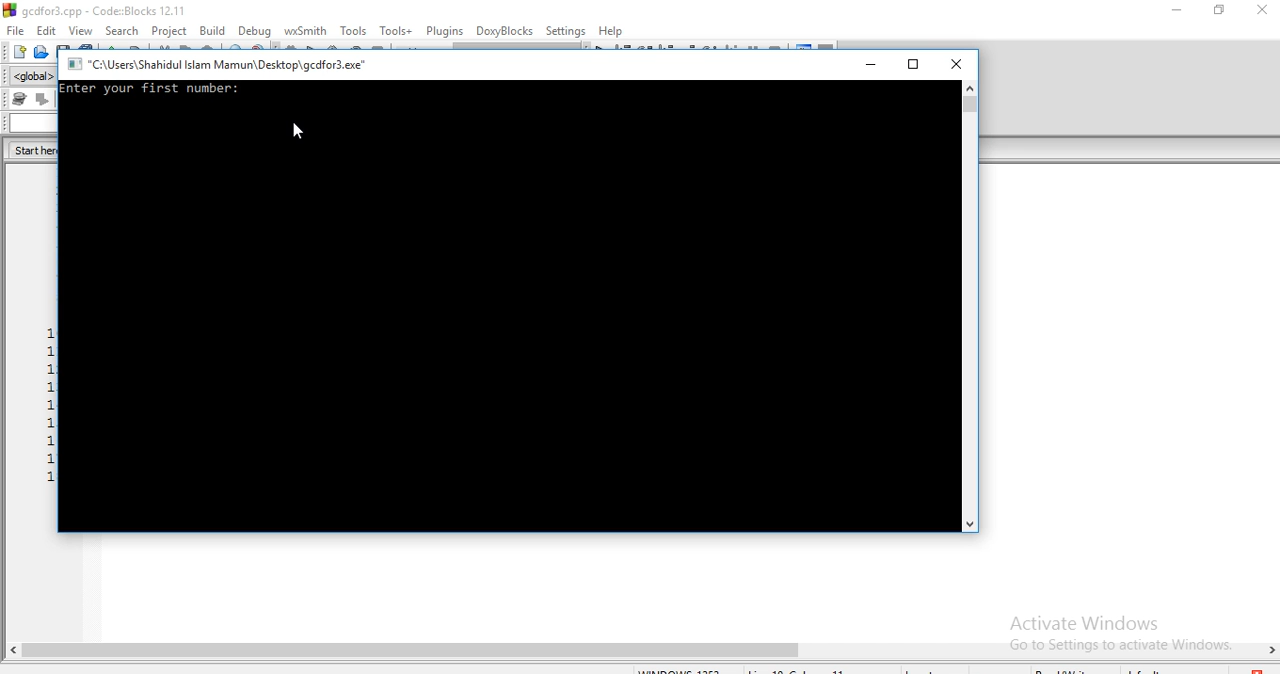 gcdfor3.cpp - Code::Blocks 12.11
File Edit View Search Project Build Debug wxSmith Tools Tools+ Plugins DoxyBlocks Settings Help
"C:\Users\Shahidul Islam Mamun\Desktop\gcdfor3.exe"
<global>
Enter your first number:
Start here
Activate Windows
Go to Settings to activate Windows.